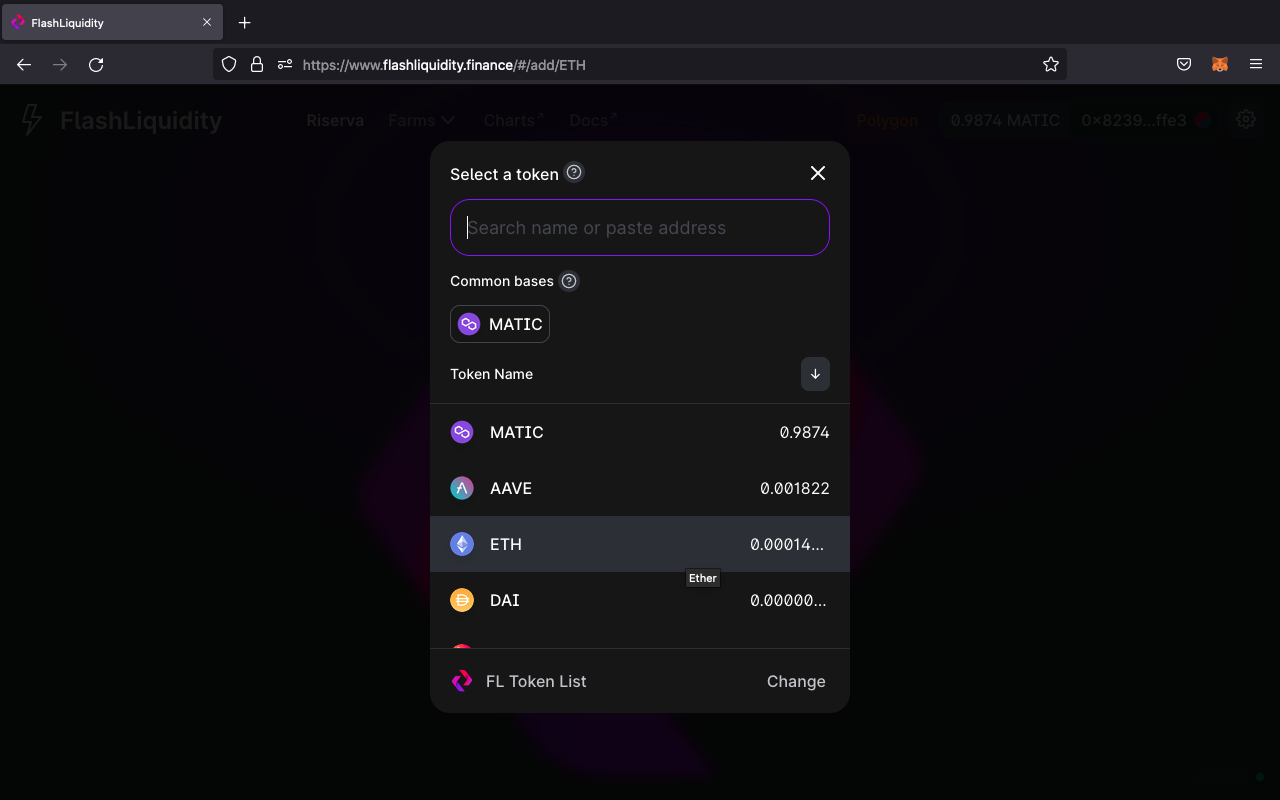 FlashLiquidity
https://www.flashliquidity.finance/#/add/ETH
FlashLiquidity
Riserva
Farms
Charts
Docs
Polygon
0.9874 MATIC
0x8239...ffe3
Select a token
Search name or paste address
Common bases
MATIC
Token Name
MATIC 0.9874
AAVE 0.001822
ETH 0.00014...
Ether
DAI 0.00000...
FL Token List
Change